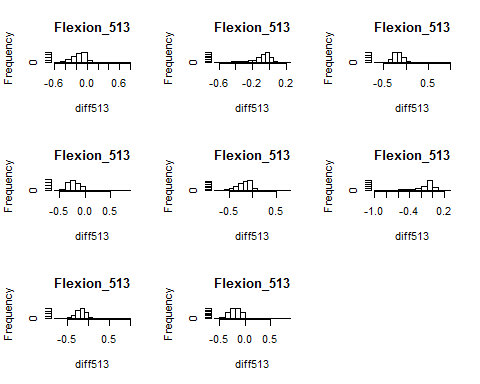 Flexion_513
Frequency
0
-0.6 0.0 0.6
diff513
Flexion_513
Frequency
0
-0.6 -0.2 0.2
diff513
Flexion_513
Frequency
0
-0.5 0.5
diff513
Flexion_513
Frequency
0
-0.5 0.0 0.5
diff513
Flexion_513
Frequency
0
-0.5 0.5
diff513
Flexion_513
Frequency
0
-1.0 -0.4 0.2
diff513
Flexion_513
Frequency
0
-0.5 0.5
diff513
Flexion_513
Frequency
0
-0.5 0.0 0.5
diff513